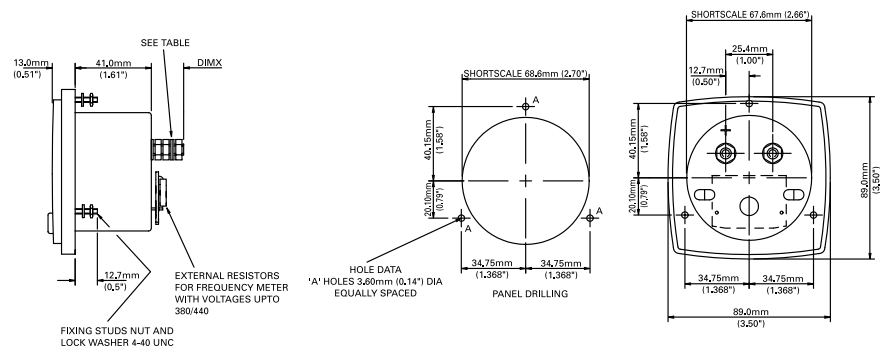 13.0mm
(0.51")
41.0mm
(1.61")
SEE TABLE
DIMX
12.7mm
(0.5")
EXTERNAL RESISTORS
FOR FREQUENCY METER
WITH VOLTAGES UPTO
380/440
FIXING STUDS NUT AND
LOCK WASHER 4-40 UNC
SHORTSCALE 68.6mm (2.70")
A
40.15mm
(1.58")
20.10mm
(0.79")
A
A
34.75mm
(1.368")
34.75mm
(1.368")
HOLE DATA
'A' HOLES 3.60mm (0.14") DIA
EQUALLY SPACED
PANEL DRILLING
SHORTSCALE 67.6mm (2.66")
25.4mm
(1.00")
12.7mm
(0.50")
40.15mm
(1.58")
20.10mm
(0.79")
+
89.0mm
(3.50")
34.75mm
(1.368")
34.75mm
(1.368")
89.0mm
(3.50")